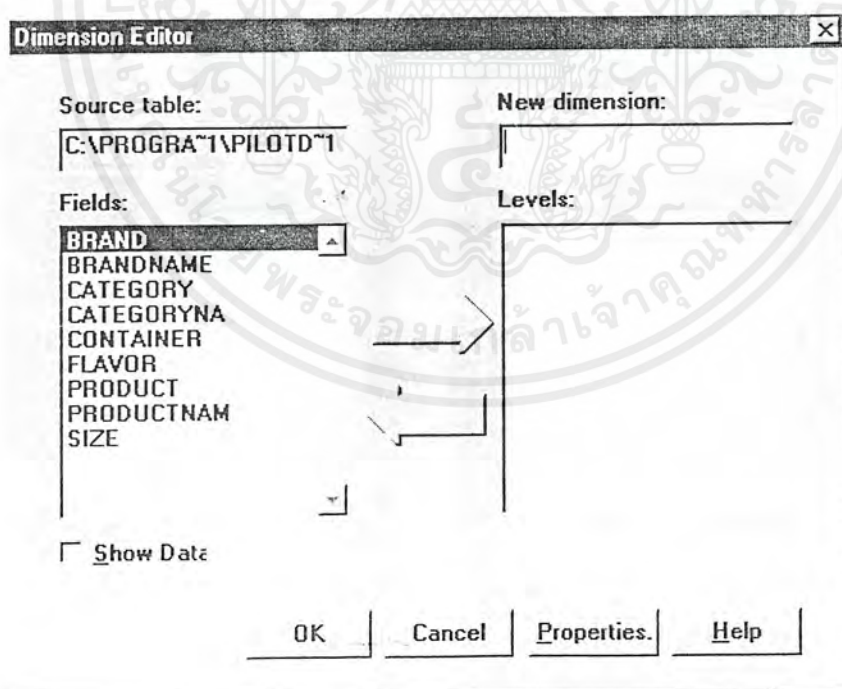 Dimension Editor
Source table:
New dimension:
C:\PROGRA~1\PILOTD~1
Fields:
Levels:
BRAND
BRANDNAME
CATEGORY
CATEGORYNA
CONTAINER
FLAVOR
PRODUCT
PRODUCTNAM
SIZE
Show Data
OK
Cancel
Properties.
Help